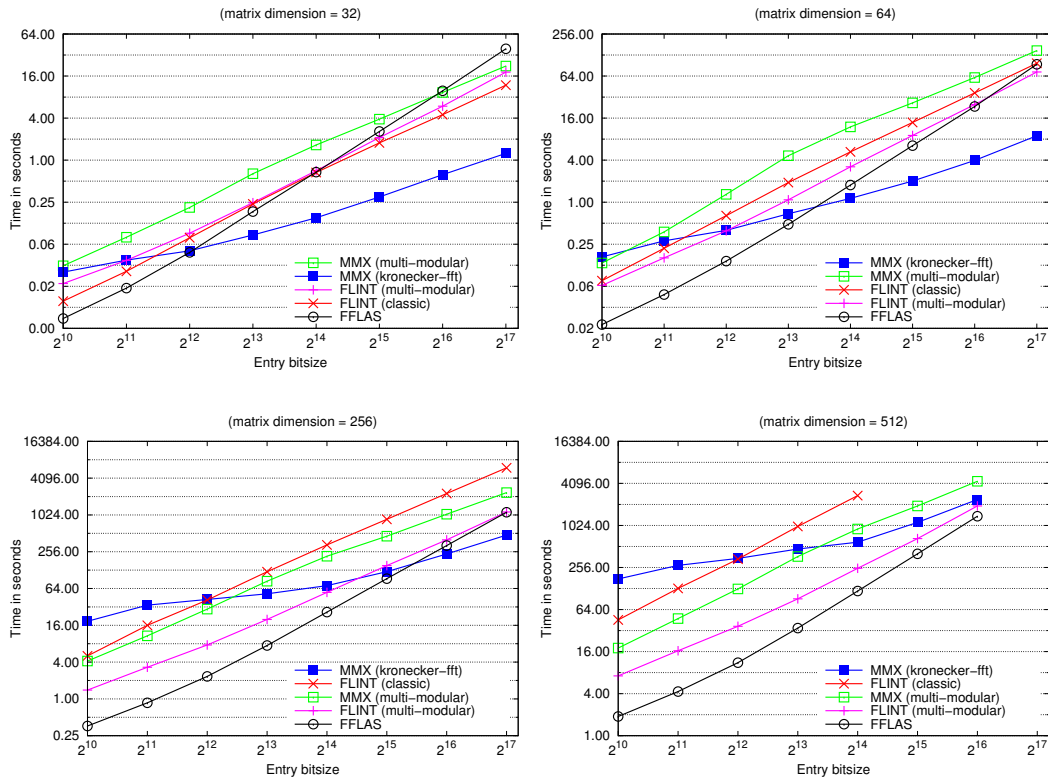 (matrix dimension = 32)
64.00
16.00
4.00
1.00
0.25
0.06
0.02
0.00
Time in seconds
2^10 2^11 2^12 2^13 2^14 2^15 2^16 2^17
Entry bitsize
MMX (multi-modular)
MMX (kronecker-fft)
FLINT (multi-modular)
FLINT (classic)
FFLAS
(matrix dimension = 64)
256.00
64.00
16.00
4.00
1.00
0.25
0.06
0.02
Time in seconds
2^10 2^11 2^12 2^13 2^14 2^15 2^16 2^17
Entry bitsize
MMX (kronecker-fft)
MMX (multi-modular)
FLINT (classic)
FLINT (multi-modular)
FFLAS
(matrix dimension = 256)
16384.00
4096.00
1024.00
256.00
64.00
16.00
4.00
1.00
0.25
Time in seconds
2^10 2^11 2^12 2^13 2^14 2^15 2^16 2^17
Entry bitsize
MMX (kronecker-fft)
FLINT (classic)
MMX (multi-modular)
FLINT (multi-modular)
FFLAS
(matrix dimension = 512)
16384.00
4096.00
1024.00
256.00
64.00
16.00
4.00
1.00
Time in seconds
2^10 2^11 2^12 2^13 2^14 2^15 2^16 2^17
Entry bitsize
MMX (kronecker-fft)
FLINT (classic)
MMX (multi-modular)
FLINT (multi-modular)
FFLAS